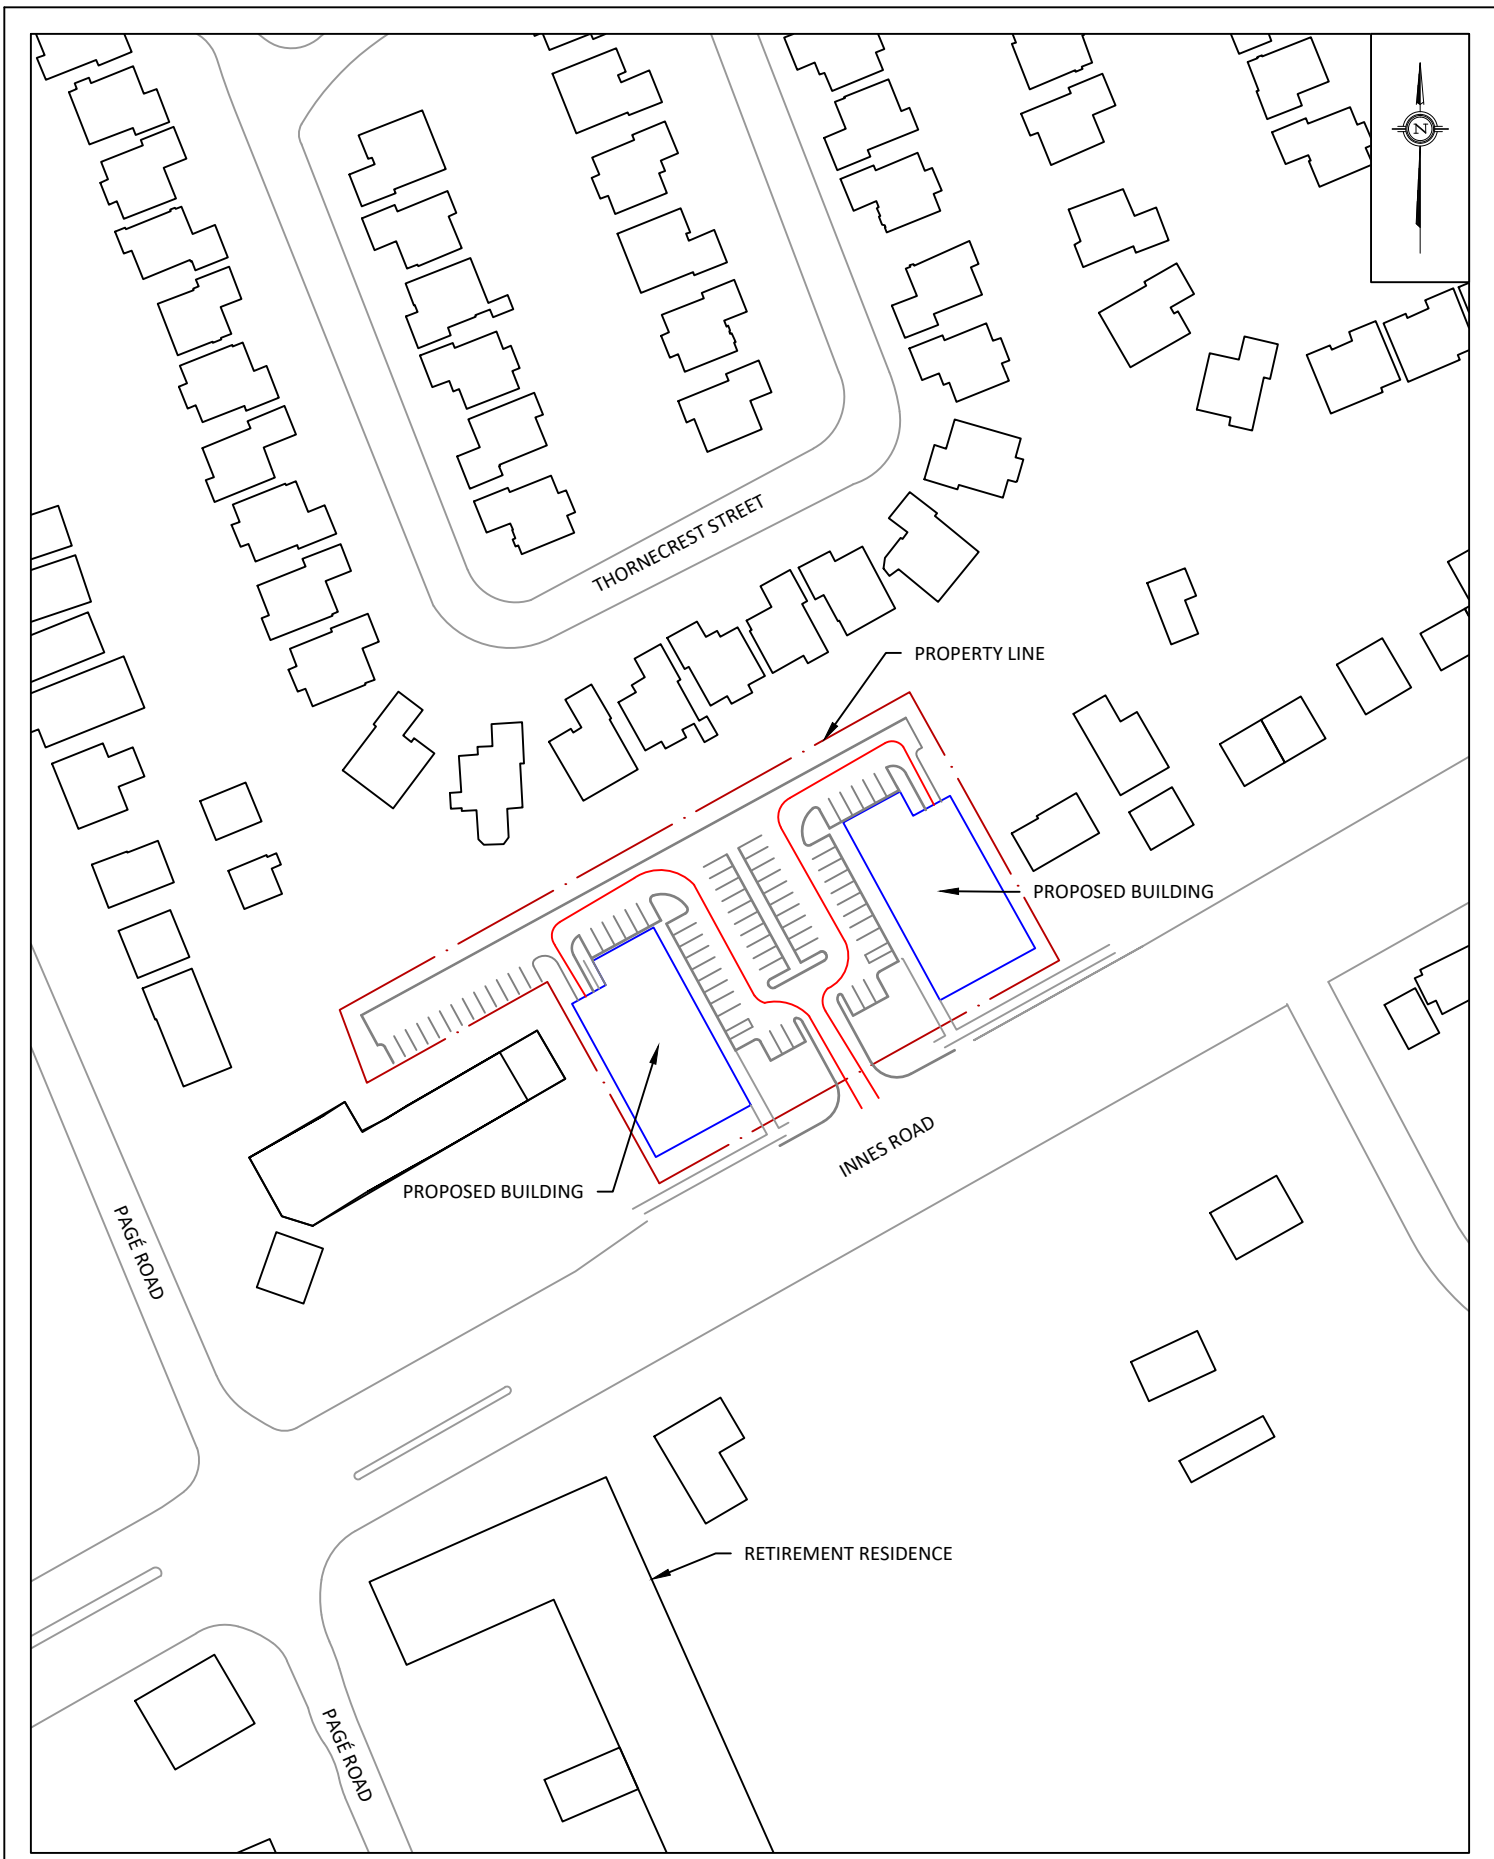 N
THORNECREST STREET
PROPERTY LINE
PROPOSED BUILDING
INNES ROAD
PROPOSED BUILDING
PAGÉ ROAD
RETIREMENT RESIDENCE
PAGÉ ROAD